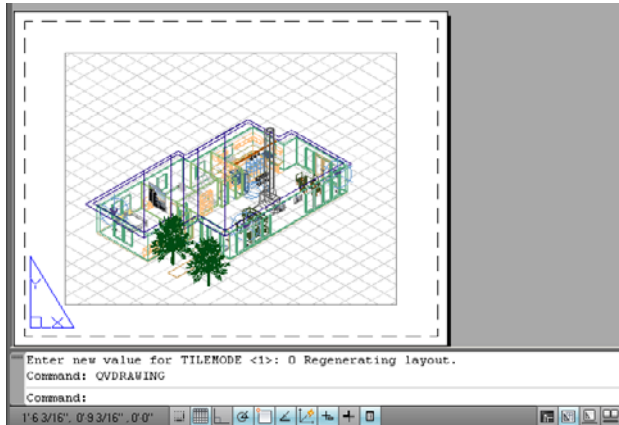 Y
X
Enter new value for TILEMODE <1>: 0 Regenerating layout.
Command: QVDRAWING
Command:
1'6 3/16", 0'9 3/16", 0'0"